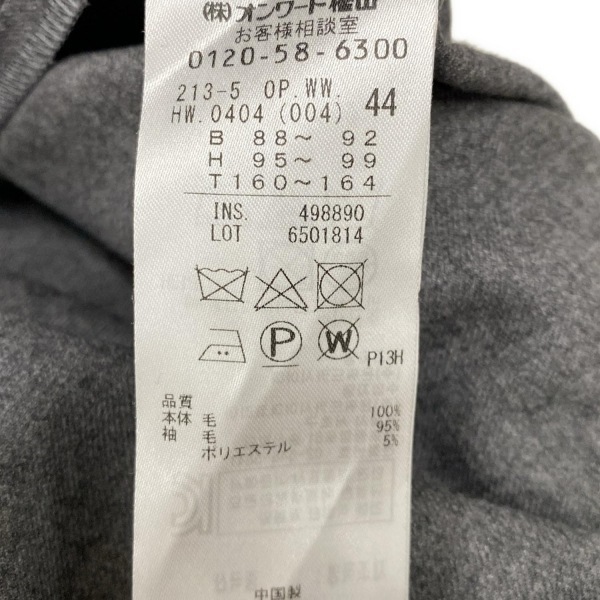 (株)オンワード樫山
お客様相談室
0120-58-6300
213-5 OP.WW.
HW.0404 (004) 44
B 88～ 92
H 95～ 99
T160～164
INS. 498890
LOT 6501814
P
W
P13H
品質
本体 毛 100%
袖 毛 95%
ポリエステル 5%
中国製